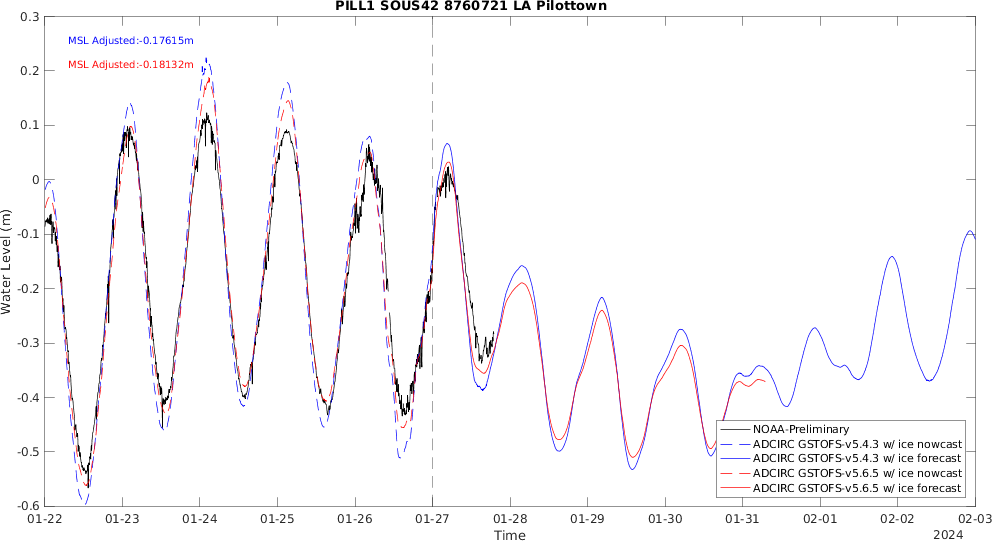 PILL1 SOUS42 8760721 LA Pilottown
MSL Adjusted:-0.17615m
MSL Adjusted:-0.18132m
Water Level (m)
0.3
0.2
0.1
0
-0.1
-0.2
-0.3
-0.4
-0.5
-0.6
NOAA-Preliminary
ADCIRC GSTOFS-v5.4.3 w/ ice nowcast
ADCIRC GSTOFS-v5.4.3 w/ ice forecast
ADCIRC GSTOFS-v5.6.5 w/ ice nowcast
ADCIRC GSTOFS-v5.6.5 w/ ice forecast
01-22 01-23 01-24 01-25 01-26 01-27 01-28 01-29 01-30 01-31 02-01 02-02 02-03
Time
2024